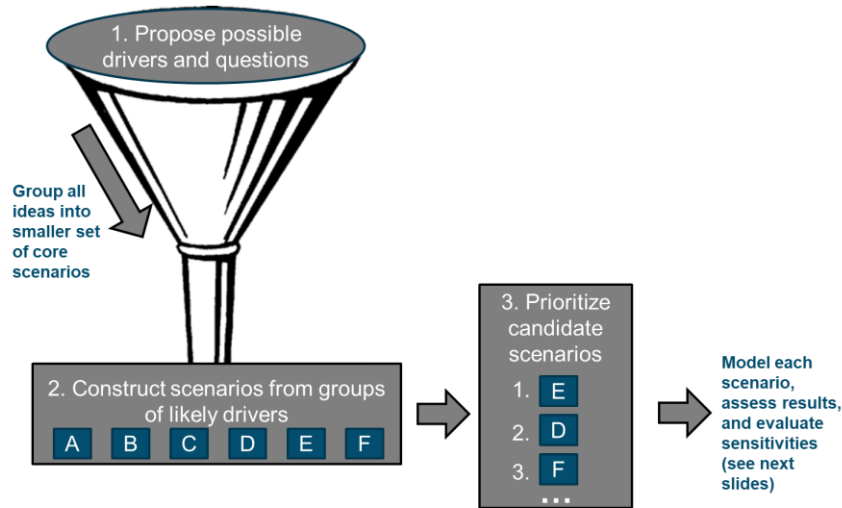 1. Propose possible
drivers and questions
Group all
ideas into
smaller set
of core
scenarios
2. Construct scenarios from groups
of likely drivers
A B C D E F
3. Prioritize
candidate
scenarios
1. E
2. D
3. F
...
Model each
scenario,
assess results,
and evaluate
sensitivities
(see next
slides)